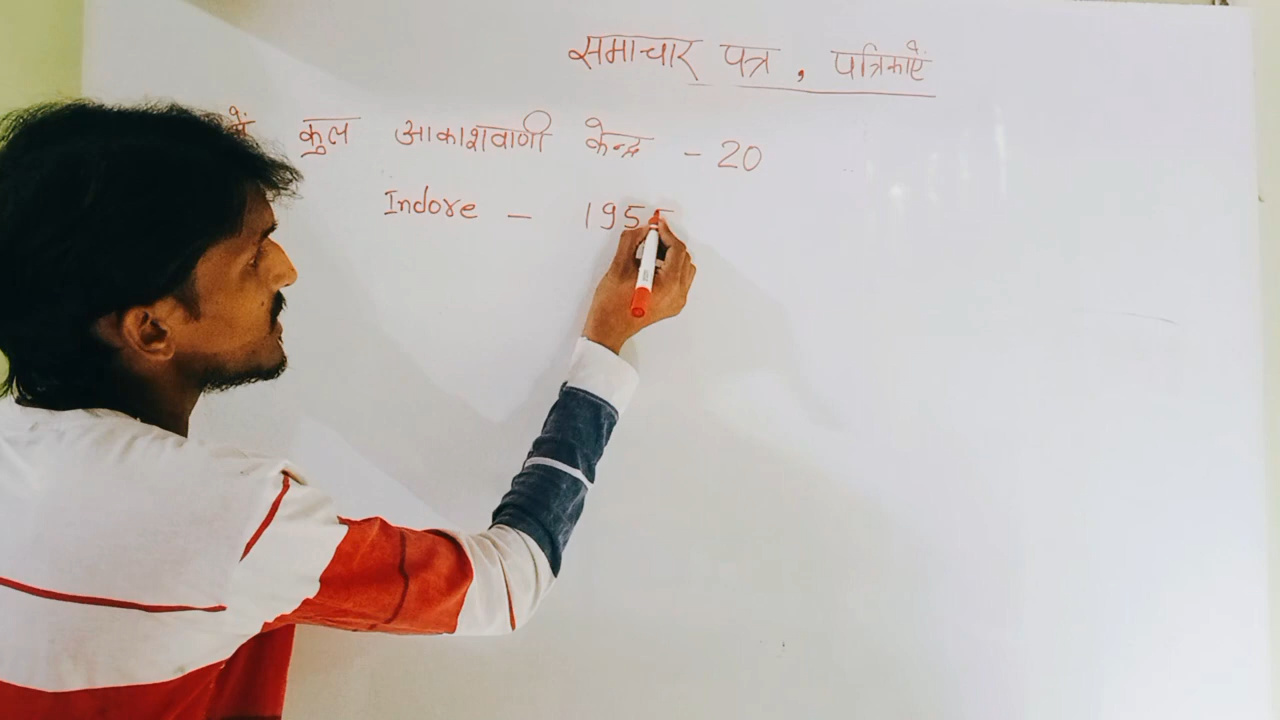 समाचार पत्र , पत्रिकाएँ
में कुल आकाशवाणी केन्द्र - 20
Indore - 1955